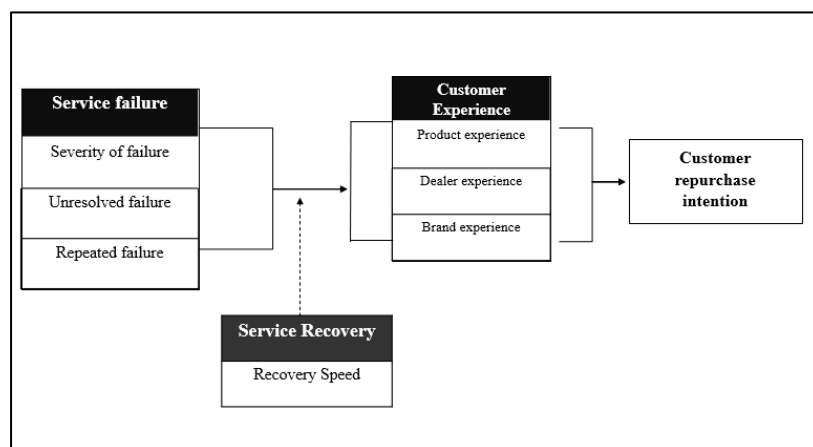 Service failure
Severity of failure
Unresolved failure
Repeated failure
Customer
Experience
Product experience
Dealer experience
Brand experience
Customer
repurchase
intention
Service Recovery
Recovery Speed